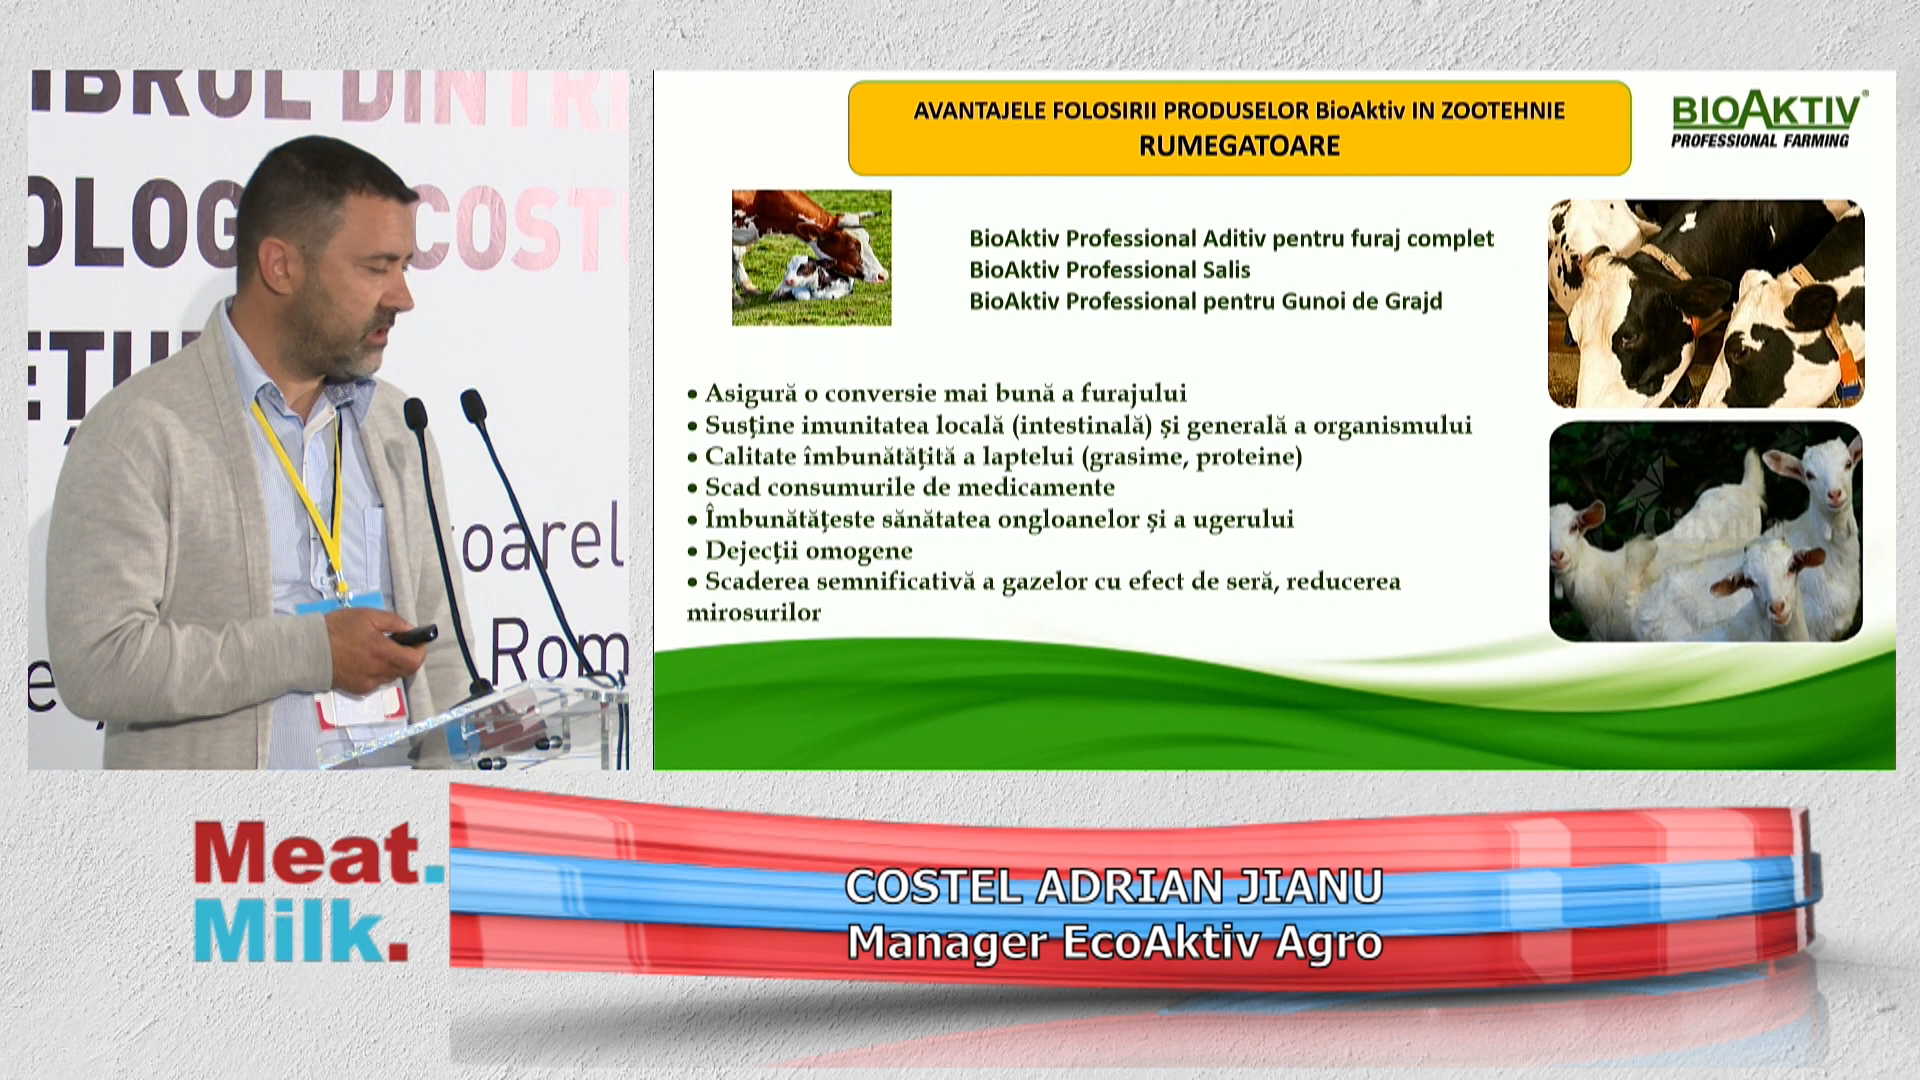 AVANTAJELE FOLOSIRII PRODUSELOR BioAktiv IN ZOOTEHNIE
RUMEGATOARE
BIOAKTIV®
PROFESSIONAL FARMING
BioAktiv Professional Aditiv pentru furaj complet
BioAktiv Professional Salis
BioAktiv Professional pentru Gunoi de Grajd
• Asigură o conversie mai bună a furajului
• Susține imunitatea locală (intestinală) și generală a organismului
• Calitate îmbunătățită a laptelui (grasime, proteine)
• Scad consumurile de medicamente
• Îmbunătățeste sănătatea ongloanelor și a ugerului
• Dejecții omogene
• Scaderea semnificativă a gazelor cu efect de seră, reducerea
mirosurilor
DINTR
COST
Rom
Meat.
Milk.
COSTEL ADRIAN JIANU
Manager EcoAktiv Agro